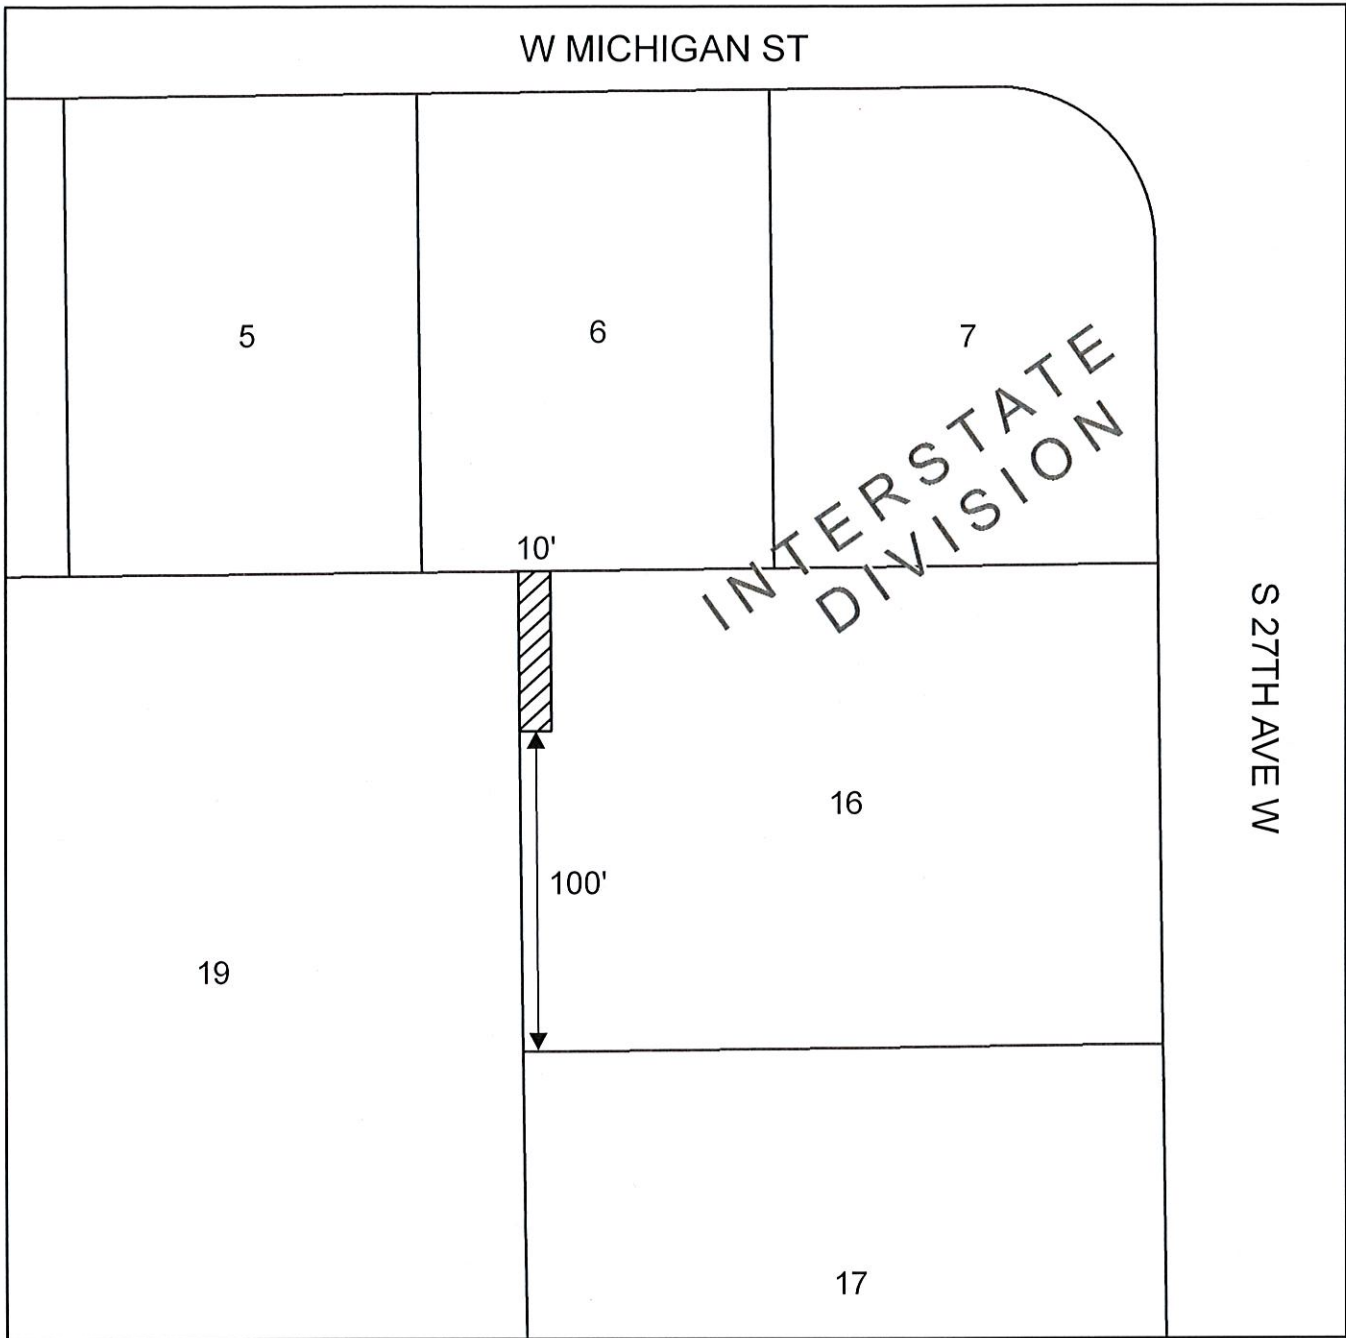 W MICHIGAN ST
5
6
7
INTERSTATE
DIVISION
10'
S 27TH AVE W
16
100'
19
17